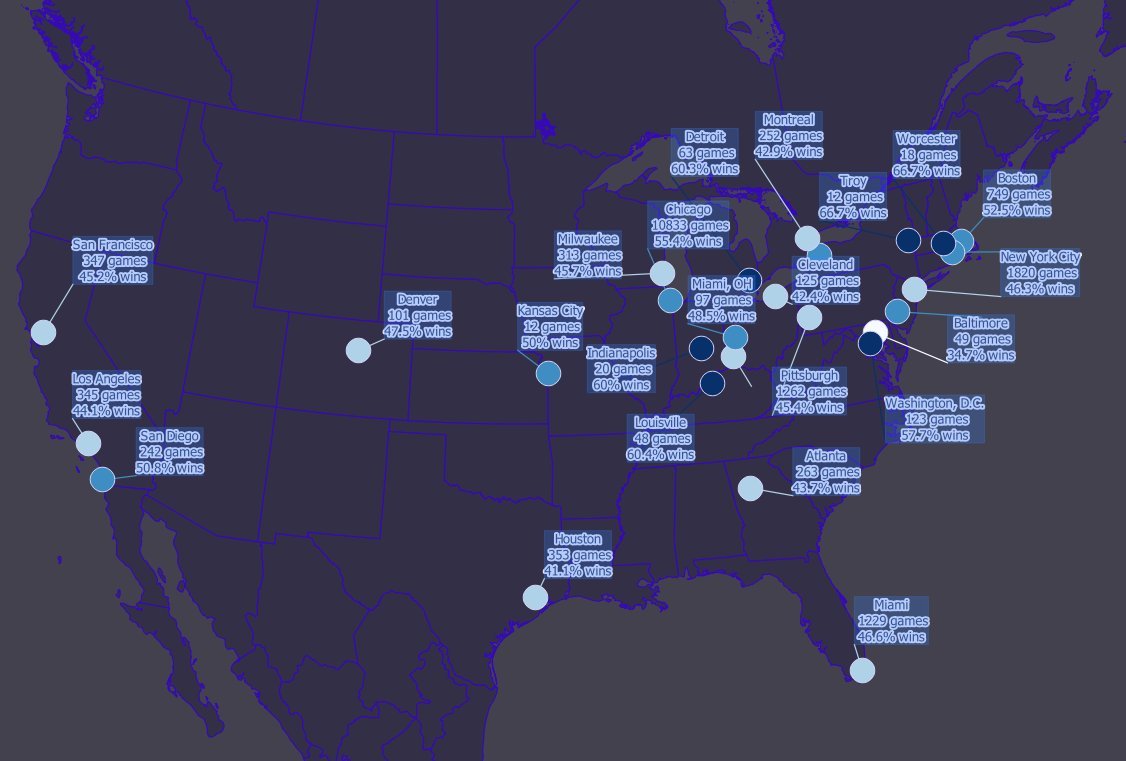 Montreal
252 games
42.9% wins
Detroit
63 games
60.3% wins
Worcester
18 games
66.7% wins
Troy
12 games
66.7% wins
Boston
749 games
52.5% wins
Chicago
10833 games
55.4% wins
Milwaukee
313 games
45.7% wins
San Francisco
347 games
45.2% wins
New York City
1820 games
46.3% wins
Cleveland
125 games
42.4% wins
Miami, OH
97 games
48.5% wins
Denver
101 games
47.5% wins
Kansas City
12 games
50% wins
Baltimore
49 games
34.7% wins
Indianapolis
20 games
60% wins
Los Angeles
345 games
44.1% wins
Pittsburgh
1262 games
45.4% wins
Washington, D.C.
123 games
57.7% wins
Louisville
48 games
60.4% wins
San Diego
242 games
50.8% wins
Atlanta
263 games
43.7% wins
Houston
353 games
41.1% wins
Miami
1229 games
46.6% wins